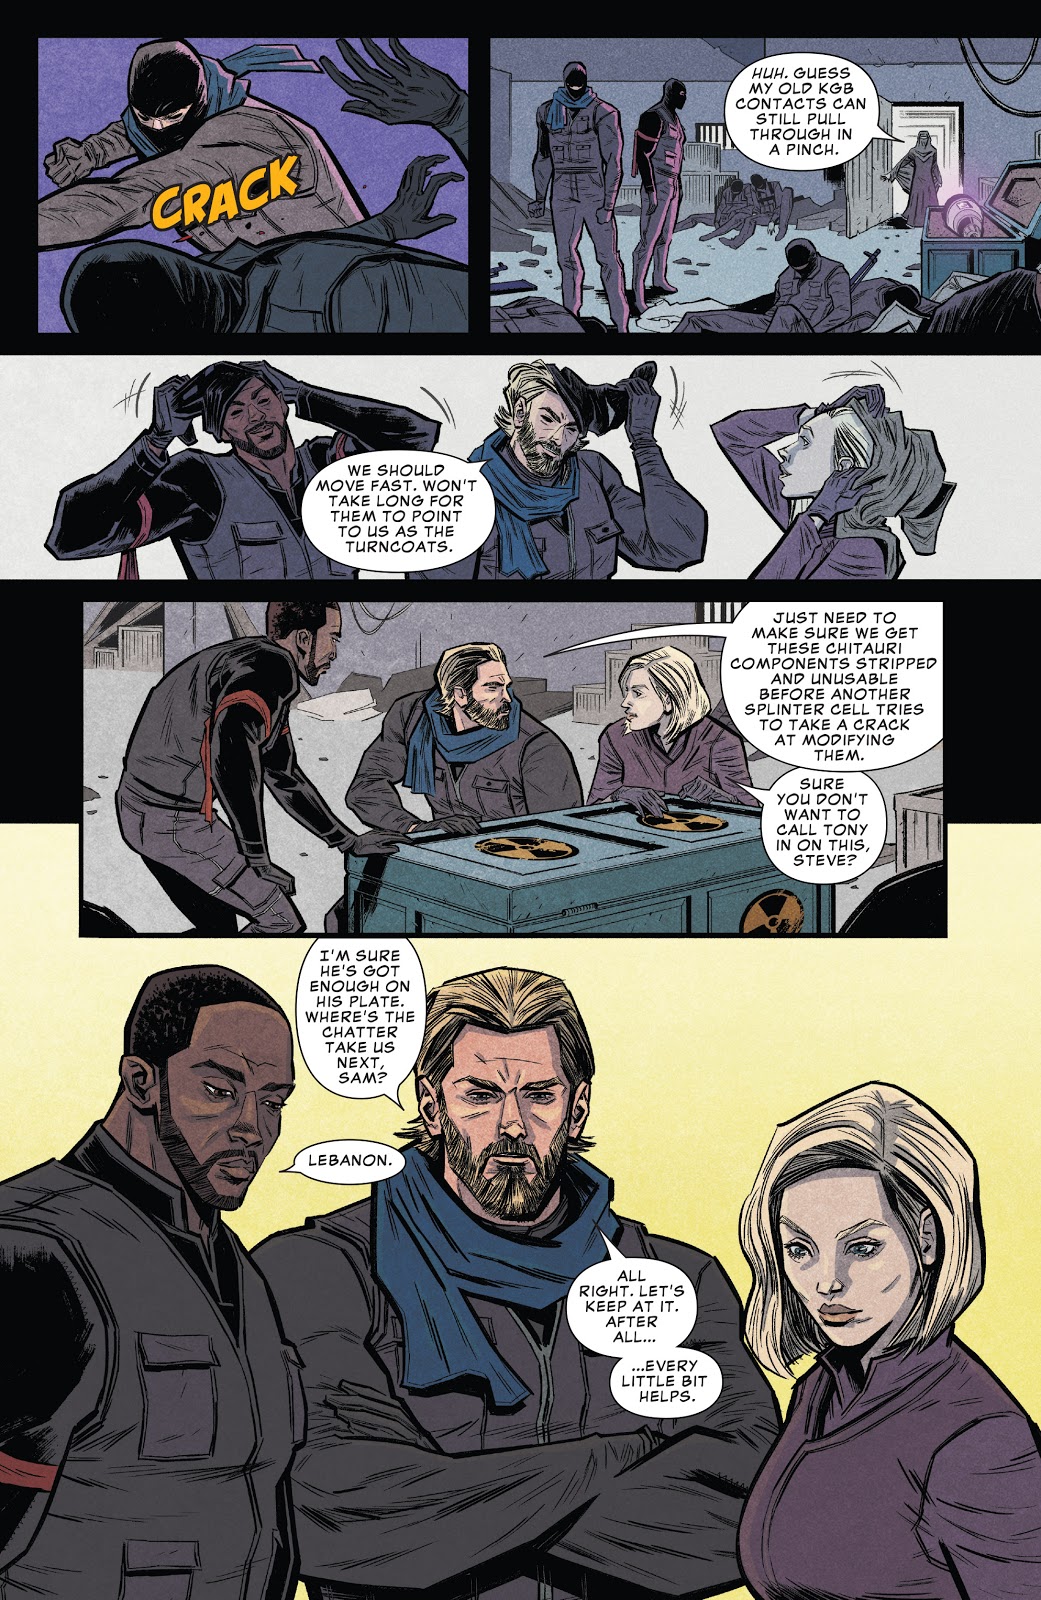 CRACK
HUH. GUESS
MY OLD KGB
CONTACTS CAN
STILL PULL
THROUGH IN
A PINCH.
WE SHOULD
MOVE FAST. WON'T
TAKE LONG FOR
THEM TO POINT
TO US AS THE
TURNCOATS.
JUST NEED TO
MAKE SURE WE GET
THESE CHITAURI
COMPONENTS STRIPPED
AND UNUSABLE
BEFORE ANOTHER
SPLINTER CELL TRIES
TO TAKE A CRACK
AT MODIFYING
THEM.
SURE
YOU DON'T
WANT TO
CALL TONY
IN ON THIS,
STEVE?
I'M SURE
HE'S GOT
ENOUGH ON
HIS PLATE.
WHERE'S THE
CHATTER
TAKE US
NEXT,
SAM?
LEBANON.
ALL
RIGHT. LET'S
KEEP AT IT.
AFTER
ALL...
...EVERY
LITTLE BIT
HELPS.